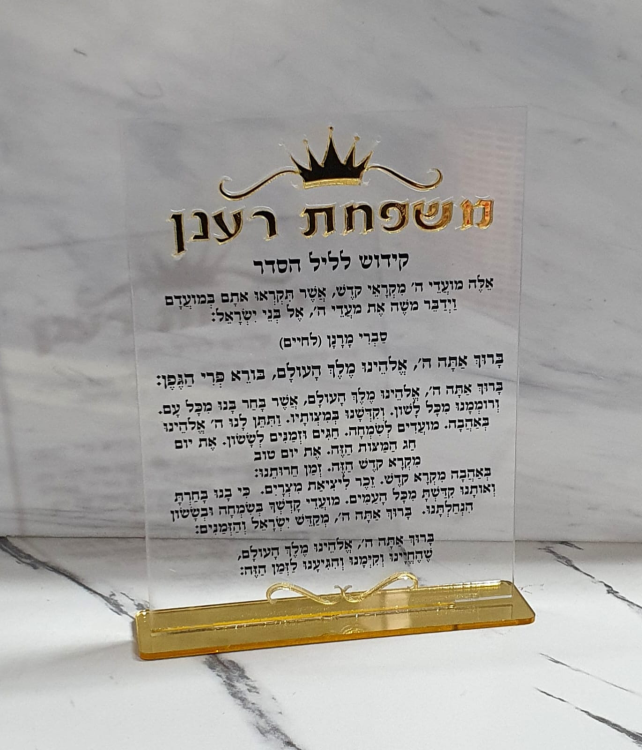 משפחת רענן
קידוש לליל הסדר
אֵלֶּה מוֹעֲדֵי ה׳ מִקְרָאֵי קֹדֶשׁ, אֲשֶׁר תִּקְרְאוּ אֹתָם בְּמוֹעֲדָם
וַיְדַבֵּר מֹשֶׁה אֶת מֹעֲדֵי ה׳, אֶל בְּנֵי יִשְׂרָאֵל:
סַבְרִי מָרָנָן (לחיים)
בָּרוּךְ אַתָּה ה׳, אֱלֹהֵינוּ מֶלֶךְ הָעוֹלָם, בּוֹרֵא פְּרִי הַגֶּפֶן:
בָּרוּךְ אַתָּה ה׳, אֱלֹהֵינוּ מֶלֶךְ הָעוֹלָם, אֲשֶׁר בָּחַר בָּנוּ מִכָּל עָם.
וְרוֹמְמָנוּ מִכָּל לָשׁוֹן. וְקִדְּשָׁנוּ בְּמִצְוֹתָיו. וַתִּתֶּן לָנוּ ה׳ אֱלֹהֵינוּ
בְּאַהֲבָה. מוֹעֲדִים לְשִׂמְחָה. חַגִּים וּזְמַנִּים לְשָׂשׂוֹן. אֶת יוֹם
חַג הַמַּצּוֹת הַזֶּה. אֶת יוֹם טוֹב
מִקְרָא קֹדֶשׁ הַזֶּה. זְמַן חֵרוּתֵנוּ:
בְּאַהֲבָה מִקְרָא קֹדֶשׁ. זֵכֶר לִיצִיאַת מִצְרָיִם. כִּי בָנוּ בָחַרְתָּ
וְאוֹתָנוּ קִדַּשְׁתָּ מִכָּל הָעַמִּים. מוֹעֲדֵי קָדְשְׁךָ בְּשִׂמְחָה וּבְשָׂשׂוֹן
הִנְחַלְתָּנוּ. בָּרוּךְ אַתָּה ה׳, מְקַדֵּשׁ יִשְׂרָאֵל וְהַזְּמַנִּים:
בָּרוּךְ אַתָּה ה׳, אֱלֹהֵינוּ מֶלֶךְ הָעוֹלָם,
שֶׁהֶחֱיָנוּ וְקִיְּמָנוּ וְהִגִּיעָנוּ לַזְּמַן הַזֶּה: